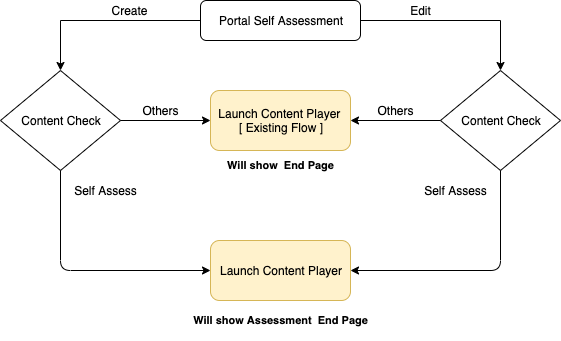 Create
Portal Self Assessment
Edit
Content Check
Others
Launch Content Player
[ Existing Flow ]
Others
Content Check
Will show End Page
Self Assess
Self Assess
Launch Content Player
Will show Assessment End Page